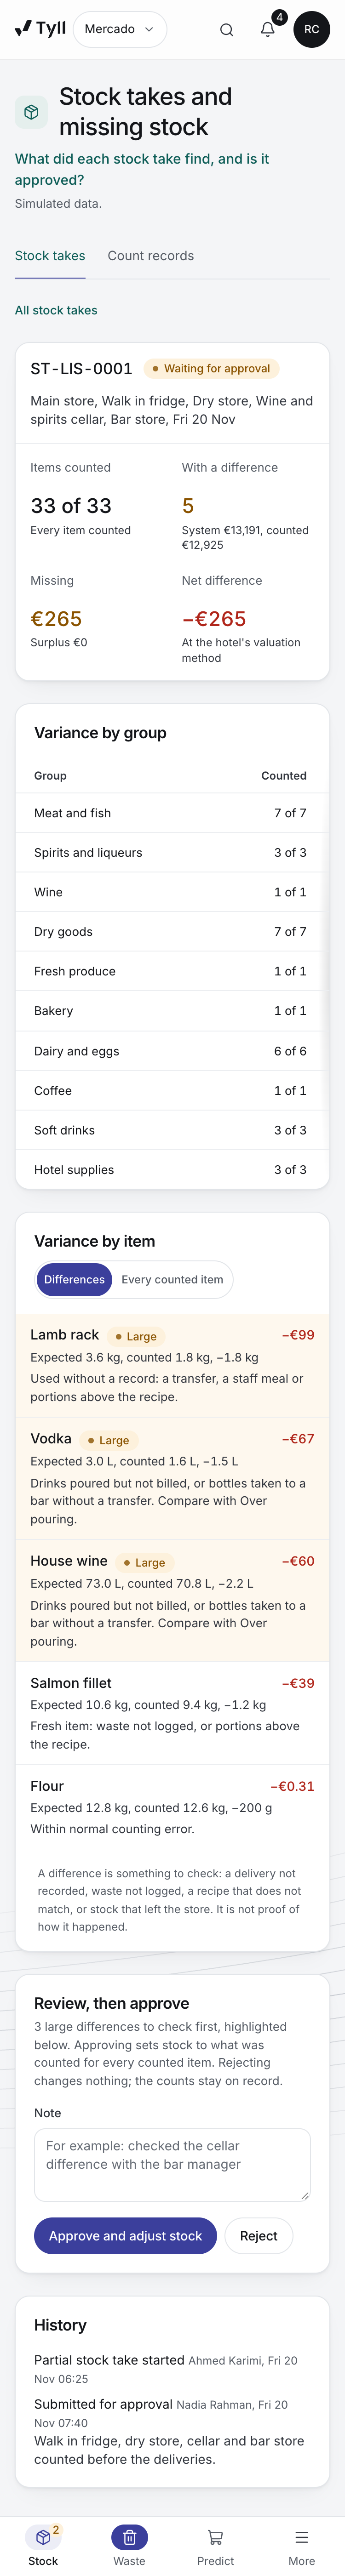 Tyll
Mercado
4
RC
Stock takes and
missing stock
What did each stock take find, and is it
approved?
Simulated data.
Stock takes
Count records
All stock takes
ST-LIS-0001
Waiting for approval
Main store, Walk in fridge, Dry store, Wine and
spirits cellar, Bar store, Fri 20 Nov
Items counted
With a difference
33 of 33
5
Every item counted
System €13,191, counted
€12,925
Missing
Net difference
€265
−€265
Surplus €0
At the hotel's valuation
method
Variance by group
Group
Counted
Meat and fish
7 of 7
Spirits and liqueurs
3 of 3
Wine
1 of 1
Dry goods
7 of 7
Fresh produce
1 of 1
Bakery
1 of 1
Dairy and eggs
6 of 6
Coffee
1 of 1
Soft drinks
3 of 3
Hotel supplies
3 of 3
Variance by item
Differences
Every counted item
Lamb rack
Large
−€99
Expected 3.6 kg, counted 1.8 kg, −1.8 kg
Used without a record: a transfer, a staff meal or
portions above the recipe.
Vodka
Large
−€67
Expected 3.0 L, counted 1.6 L, −1.5 L
Drinks poured but not billed, or bottles taken to a
bar without a transfer. Compare with Over
pouring.
House wine
Large
−€60
Expected 73.0 L, counted 70.8 L, −2.2 L
Drinks poured but not billed, or bottles taken to a
bar without a transfer. Compare with Over
pouring.
Salmon fillet
−€39
Expected 10.6 kg, counted 9.4 kg, −1.2 kg
Fresh item: waste not logged, or portions above
the recipe.
Flour
−€0.31
Expected 12.8 kg, counted 12.6 kg, −200 g
Within normal counting error.
A difference is something to check: a delivery not
recorded, waste not logged, a recipe that does not
match, or stock that left the store. It is not proof of
how it happened.
Review, then approve
3 large differences to check first, highlighted
below. Approving sets stock to what was
counted for every counted item. Rejecting
changes nothing; the counts stay on record.
Note
For example: checked the cellar
difference with the bar manager
Approve and adjust stock
Reject
History
Partial stock take started Ahmed Karimi, Fri 20
Nov 06:25
Submitted for approval Nadia Rahman, Fri 20
Nov 07:40
Walk in fridge, dry store, cellar and bar store
counted before the deliveries.
2
Stock
Waste
Predict
More